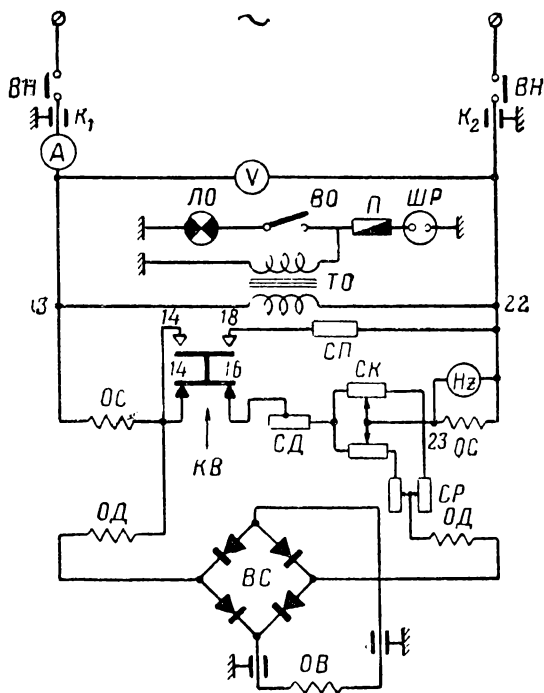 ~
ВН
ВН
К₁
К₂
А
V
ЛО
ВО
П
ШР
ТО
13
22
14
18
СП
14
16
СК
Hz
ОС
СД
23
ОС
КВ
СР
ОД
ОД
ВС
ОВ